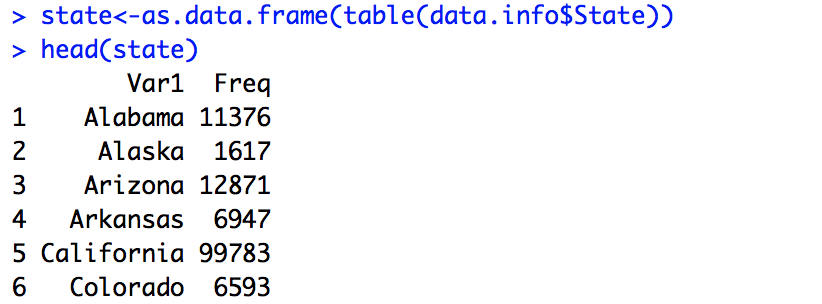 > state<-as.data.frame(table(data.info$State))
> head(state)
        Var1  Freq
1    Alabama 11376
2     Alaska  1617
3    Arizona 12871
4   Arkansas  6947
5 California 99783
6   Colorado  6593